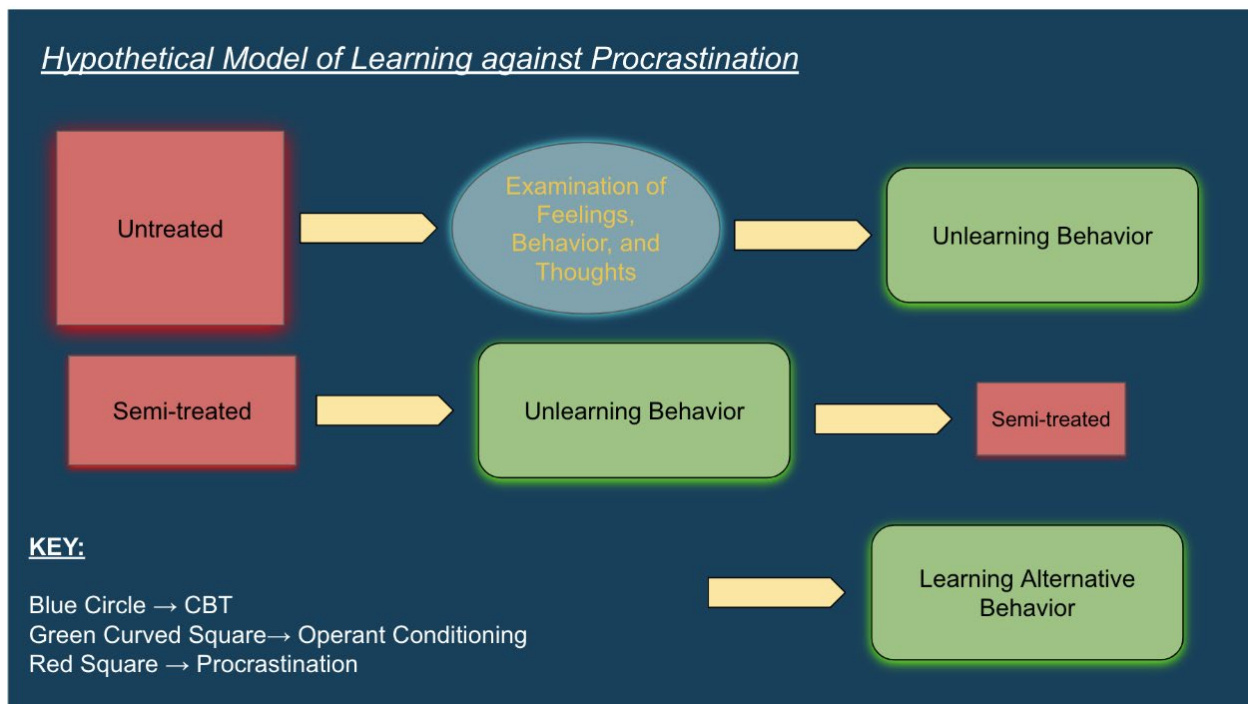 Hypothetical Model of Learning against Procrastination
Untreated
Examination of
Feelings,
Behavior, and
Thoughts
Unlearning Behavior
Semi-treated
Unlearning Behavior
Semi-treated
Learning Alternative
Behavior
KEY:
Blue Circle → CBT
Green Curved Square→ Operant Conditioning
Red Square → Procrastination